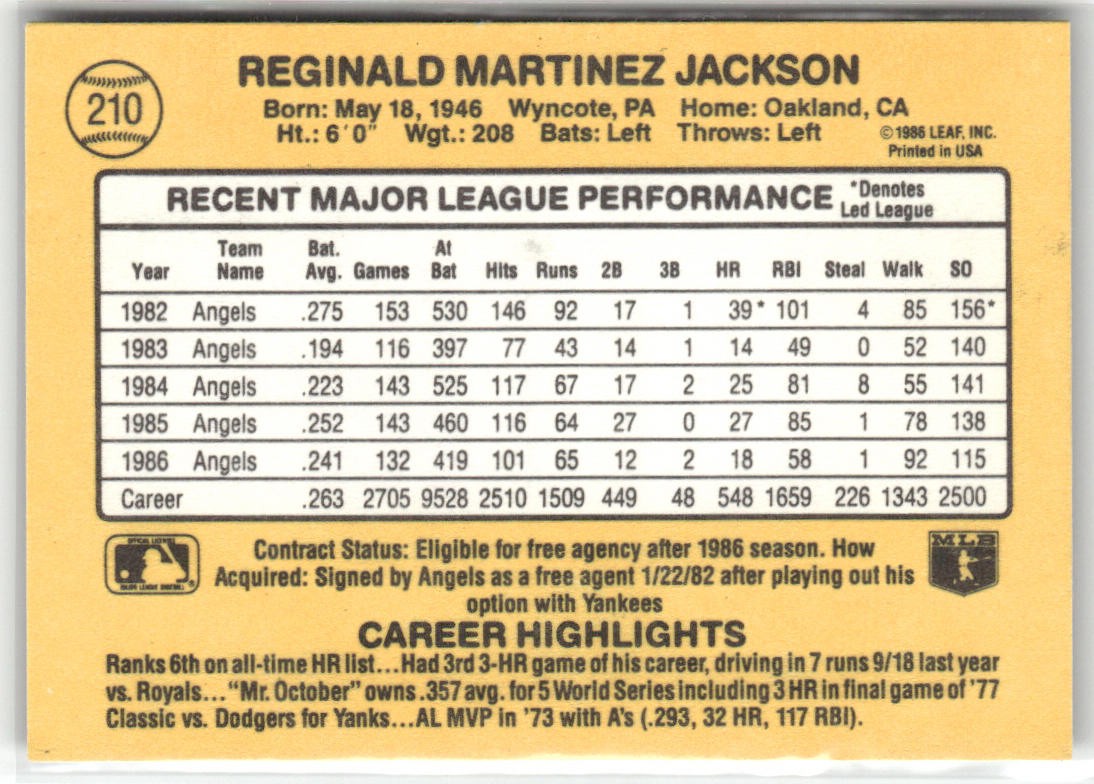 210
REGINALD MARTINEZ JACKSON
Born: May 18, 1946 Wyncote, PA Home: Oakland, CA
Ht.: 6'0" Wgt.: 208 Bats: Left Throws: Left
©1986 LEAF, INC.
Printed in USA
RECENT MAJOR LEAGUE PERFORMANCE *Denotes Led League
Year Team Name Bat. Avg. Games At Bat Hits Runs 2B 3B HR RBI Steal Walk SO
1982 Angels .275 153 530 146 92 17 1 39* 101 4 85 156*
1983 Angels .194 116 397 77 43 14 1 14 49 0 52 140
1984 Angels .223 143 525 117 67 17 2 25 81 8 55 141
1985 Angels .252 143 460 116 64 27 0 27 85 1 78 138
1986 Angels .241 132 419 101 65 12 2 18 58 1 92 115
Career .263 2705 9528 2510 1509 449 48 548 1659 226 1343 2500
OFFICIAL LICENSEE
MAJOR LEAGUE BASEBALL
®
Contract Status: Eligible for free agency after 1986 season. How
Acquired: Signed by Angels as a free agent 1/22/82 after playing out his
option with Yankees
MLB
CAREER HIGHLIGHTS
Ranks 6th on all-time HR list...Had 3rd 3-HR game of his career, driving in 7 runs 9/18 last year
vs. Royals..."Mr. October" owns .357 avg. for 5 World Series including 3 HR in final game of '77
Classic vs. Dodgers for Yanks...AL MVP in '73 with A's (.293, 32 HR, 117 RBI).